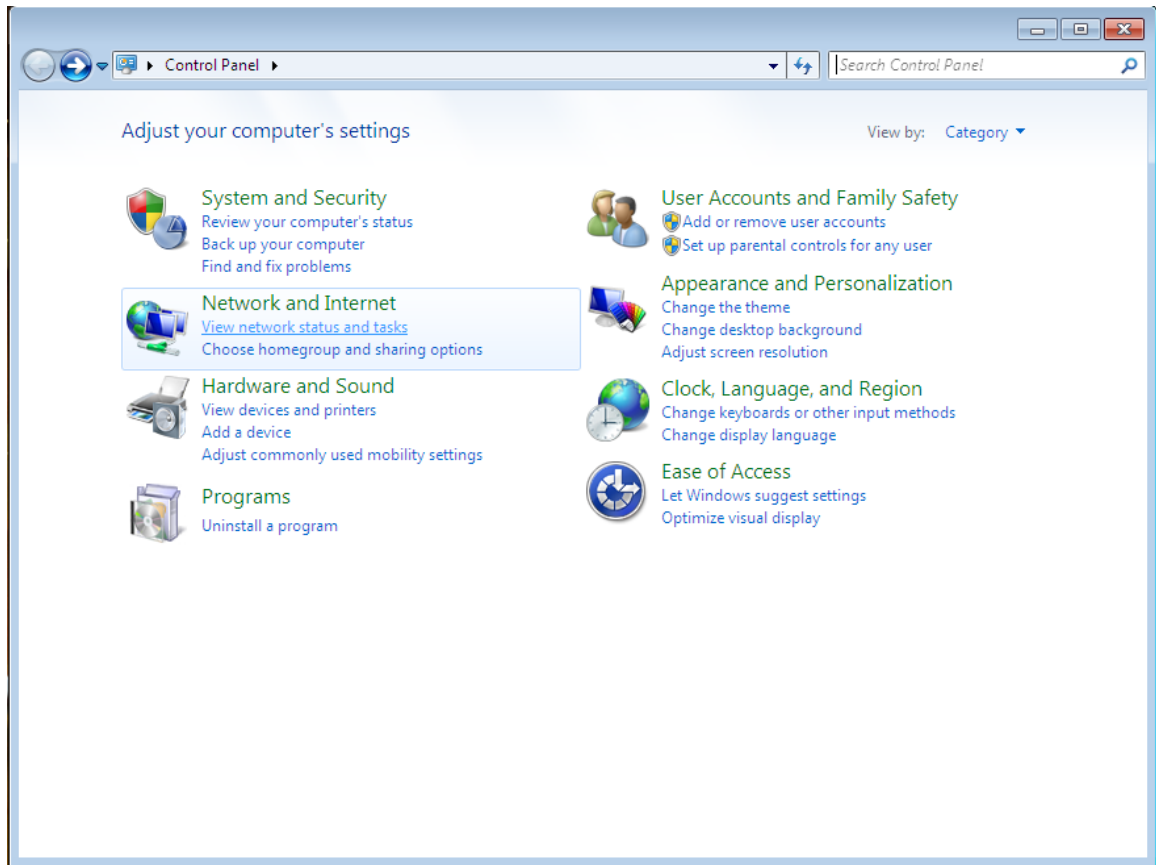 Control Panel
Search Control Panel
Adjust your computer's settings
View by: Category
System and Security
Review your computer's status
Back up your computer
Find and fix problems
Network and Internet
View network status and tasks
Choose homegroup and sharing options
Hardware and Sound
View devices and printers
Add a device
Adjust commonly used mobility settings
Programs
Uninstall a program
User Accounts and Family Safety
Add or remove user accounts
Set up parental controls for any user
Appearance and Personalization
Change the theme
Change desktop background
Adjust screen resolution
Clock, Language, and Region
Change keyboards or other input methods
Change display language
Ease of Access
Let Windows suggest settings
Optimize visual display